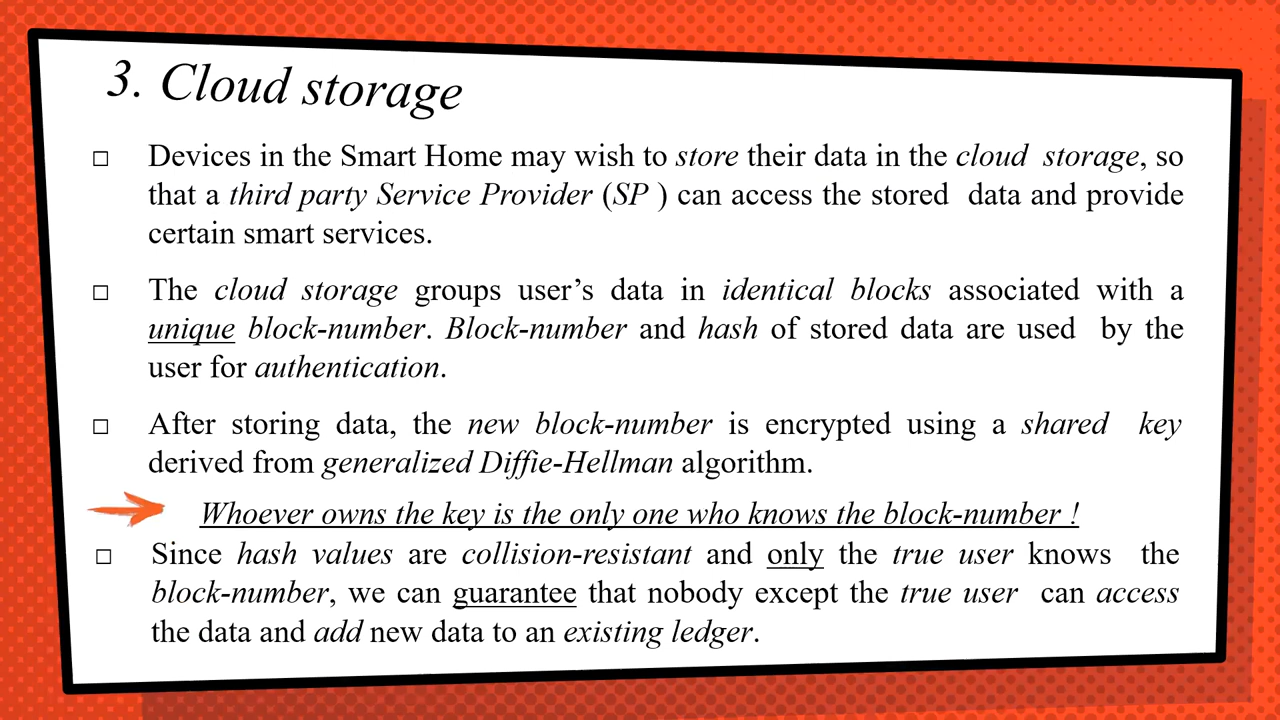 3. Cloud storage
□ Devices in the Smart Home may wish to store their data in the cloud storage, so
that a third party Service Provider (SP ) can access the stored data and provide
certain smart services.
□ The cloud storage groups user’s data in identical blocks associated with a
unique block-number. Block-number and hash of stored data are used by the
user for authentication.
□ After storing data, the new block-number is encrypted using a shared key
derived from generalized Diffie-Hellman algorithm.
Whoever owns the key is the only one who knows the block-number !
□ Since hash values are collision-resistant and only the true user knows the
block-number, we can guarantee that nobody except the true user can access
the data and add new data to an existing ledger.